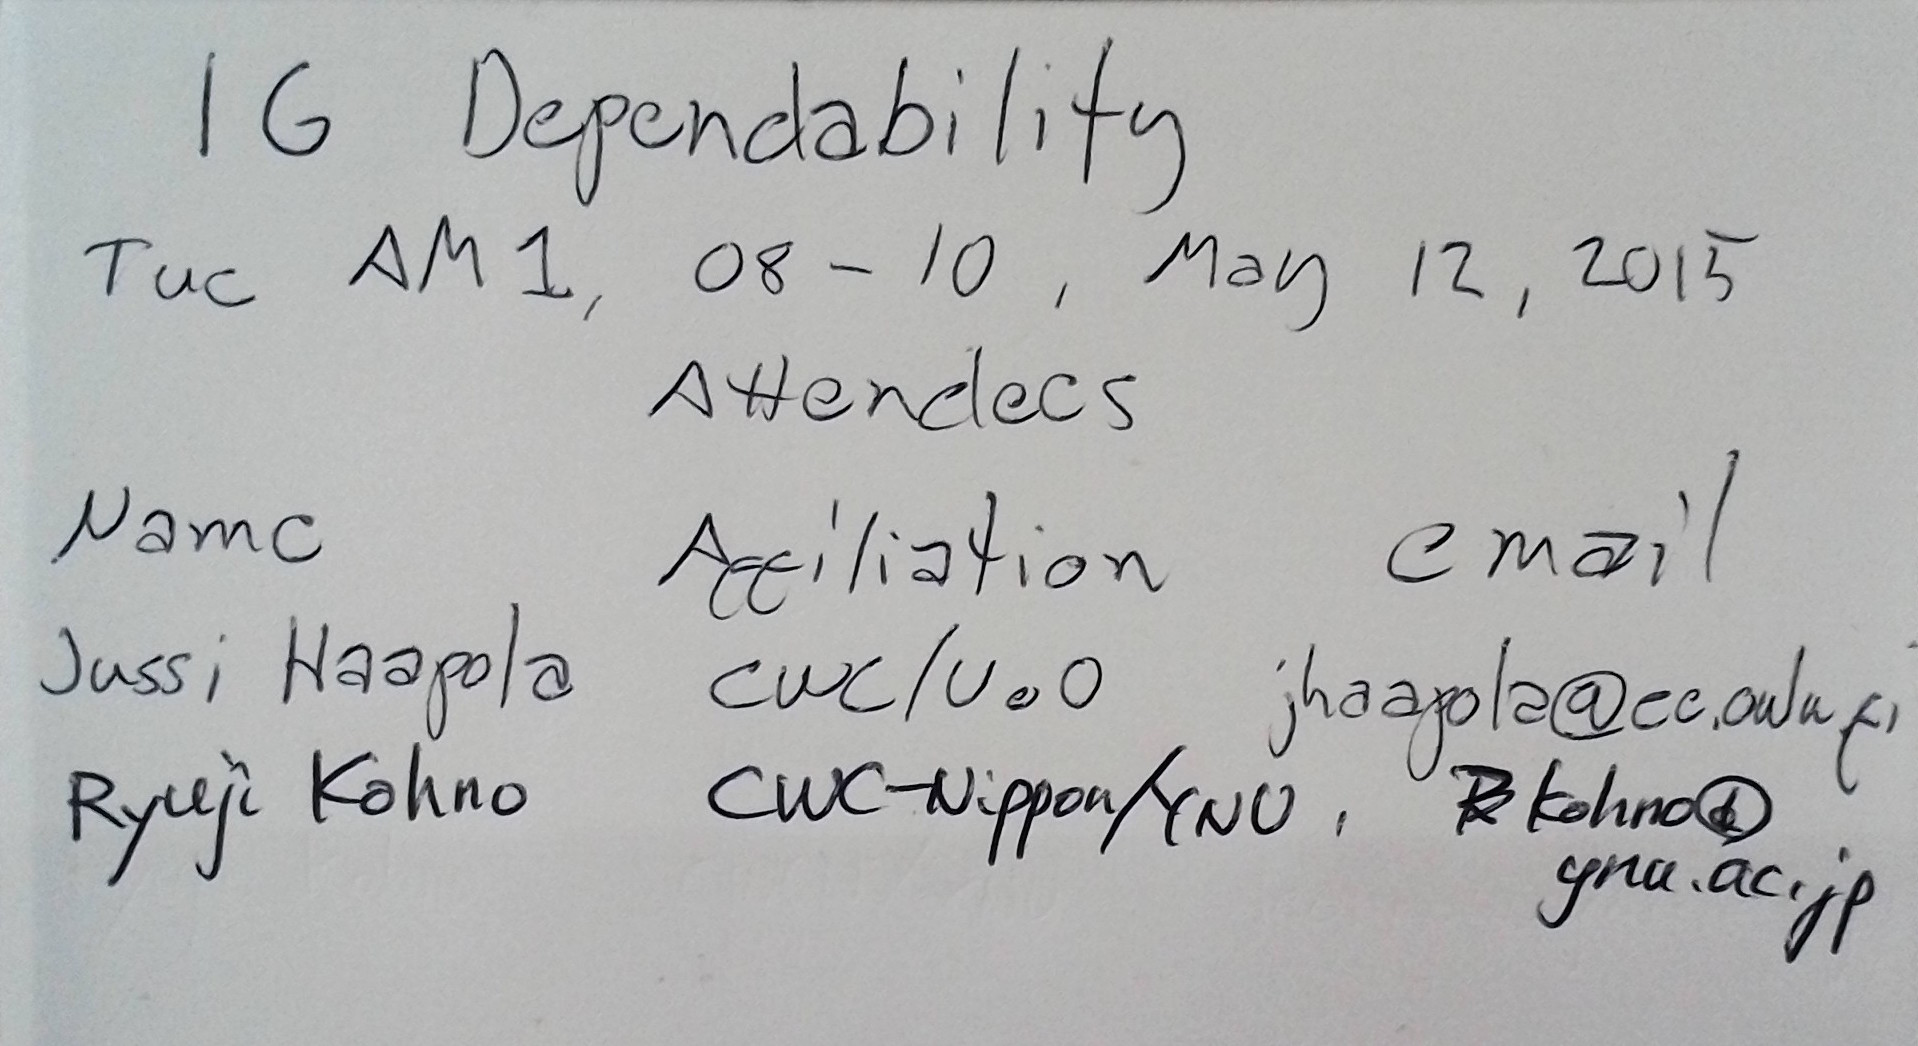 IG Dependability
Tue AM1, 08-10, May 12, 2015
Attendees
Name Affiliation email
Jussi Haapola CWC/UoO jhaapola@ee.oulu.fi
Ryuji Kohno CWC-Nippon/YNU, kohno@
ynu.ac.jp